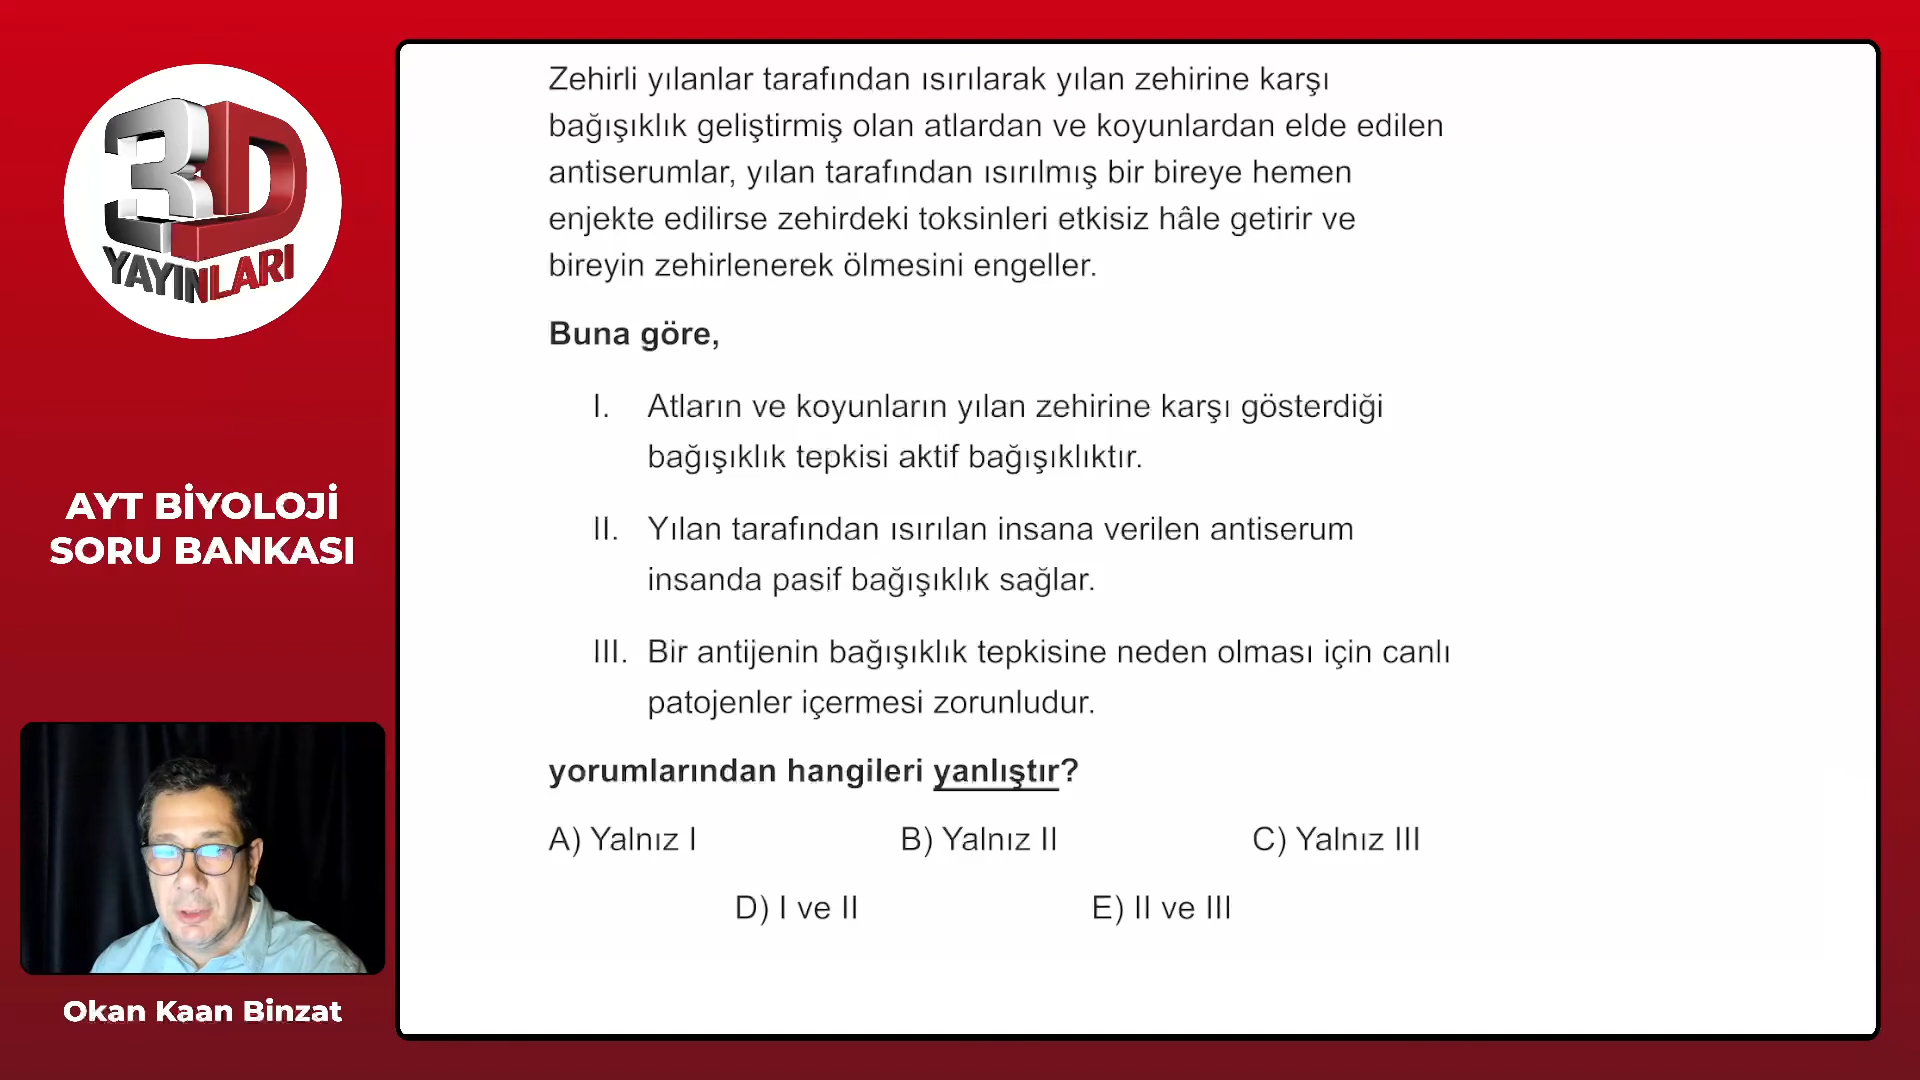 3D
YAYINLARI
AYT BİYOLOJİ
SORU BANKASI
Okan Kaan Binzat
Zehirli yılanlar tarafından ısırılarak yılan zehirine karşı
bağışıklık geliştirmiş olan atlardan ve koyunlardan elde edilen
antiserumlar, yılan tarafından ısırılmış bir bireye hemen
enjekte edilirse zehirdeki toksinleri etkisiz hâle getirir ve
bireyin zehirlenerek ölmesini engeller.
Buna göre,
I. Atların ve koyunların yılan zehirine karşı gösterdiği
bağışıklık tepkisi aktif bağışıklıktır.
II. Yılan tarafından ısırılan insana verilen antiserum
insanda pasif bağışıklık sağlar.
III. Bir antijenin bağışıklık tepkisine neden olması için canlı
patojenler içermesi zorunludur.
yorumlarından hangileri yanlıştır?
A) Yalnız I B) Yalnız II C) Yalnız III
D) I ve II E) II ve III